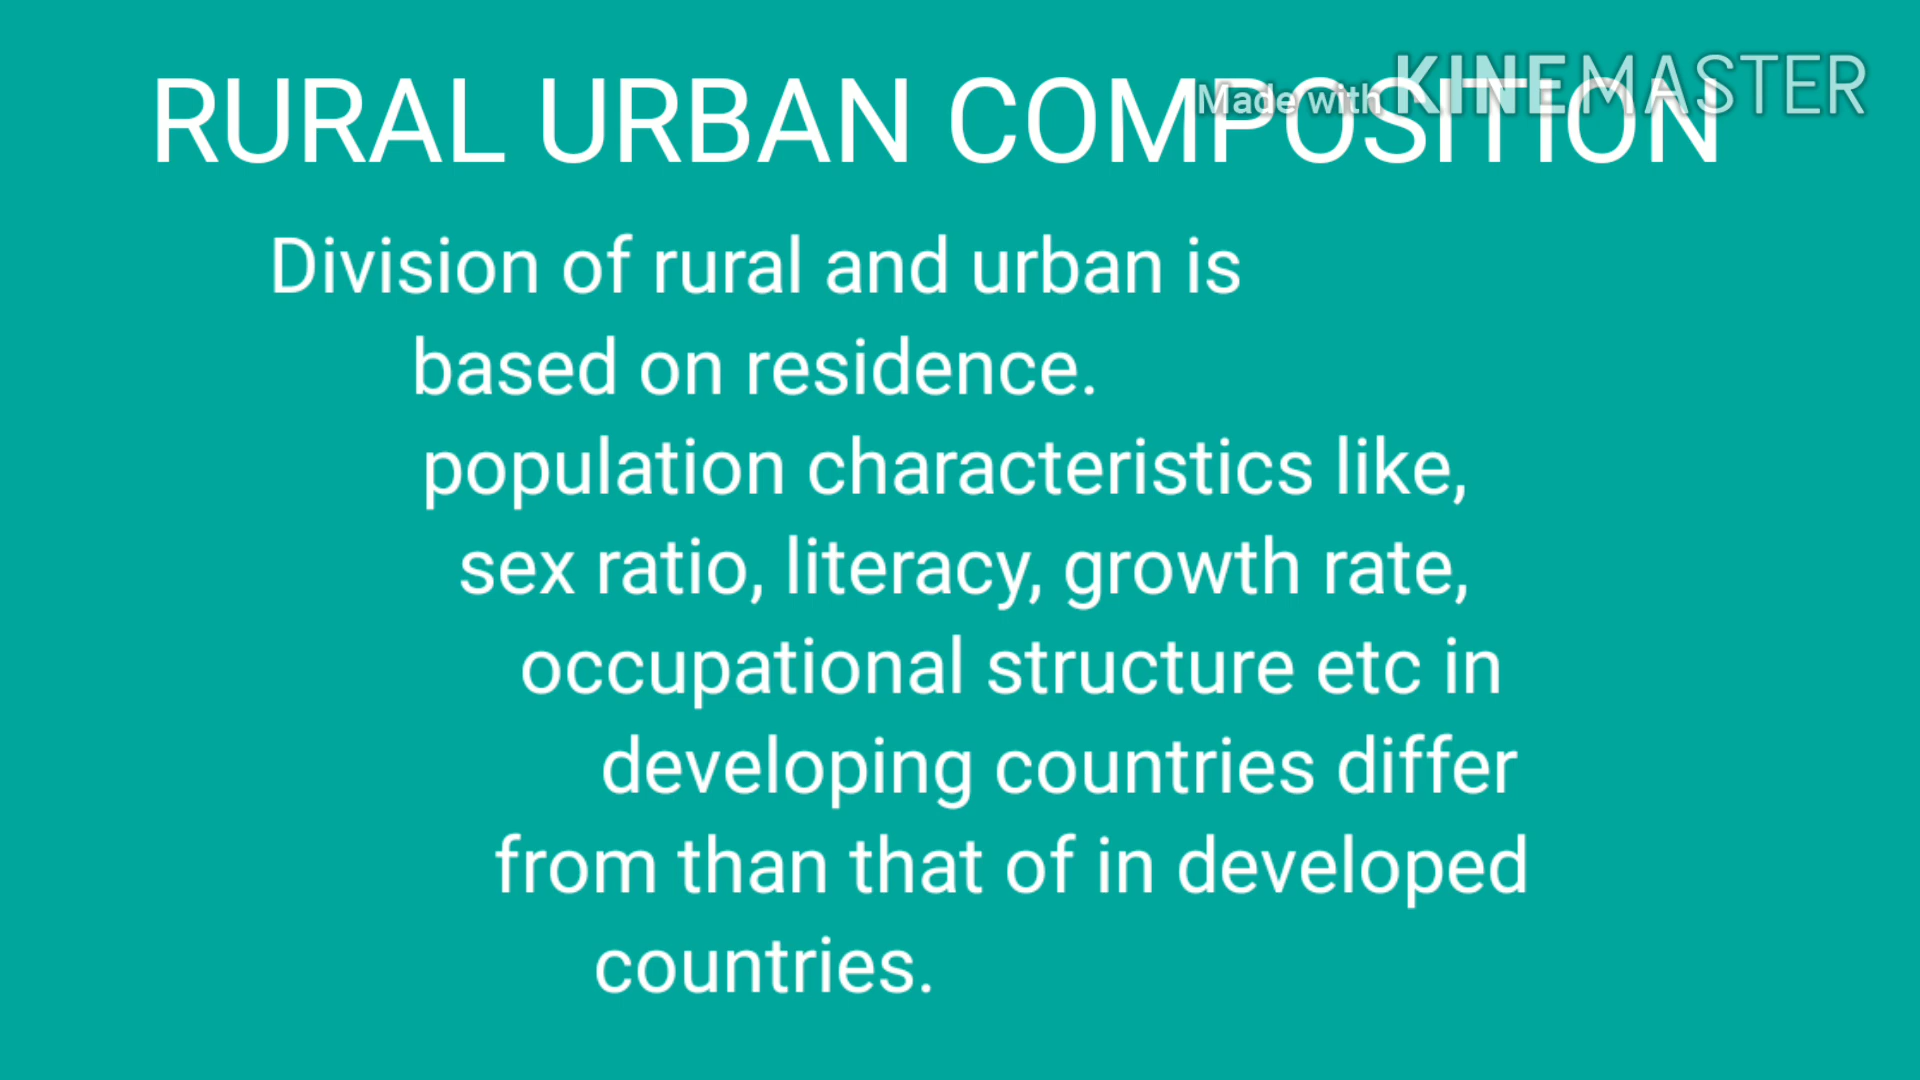 RURAL URBAN COMPOSITION
Made with KINEMASTER
Division of rural and urban is
based on residence.
population characteristics like,
sex ratio, literacy, growth rate,
occupational structure etc in
developing countries differ
from than that of in developed
countries.